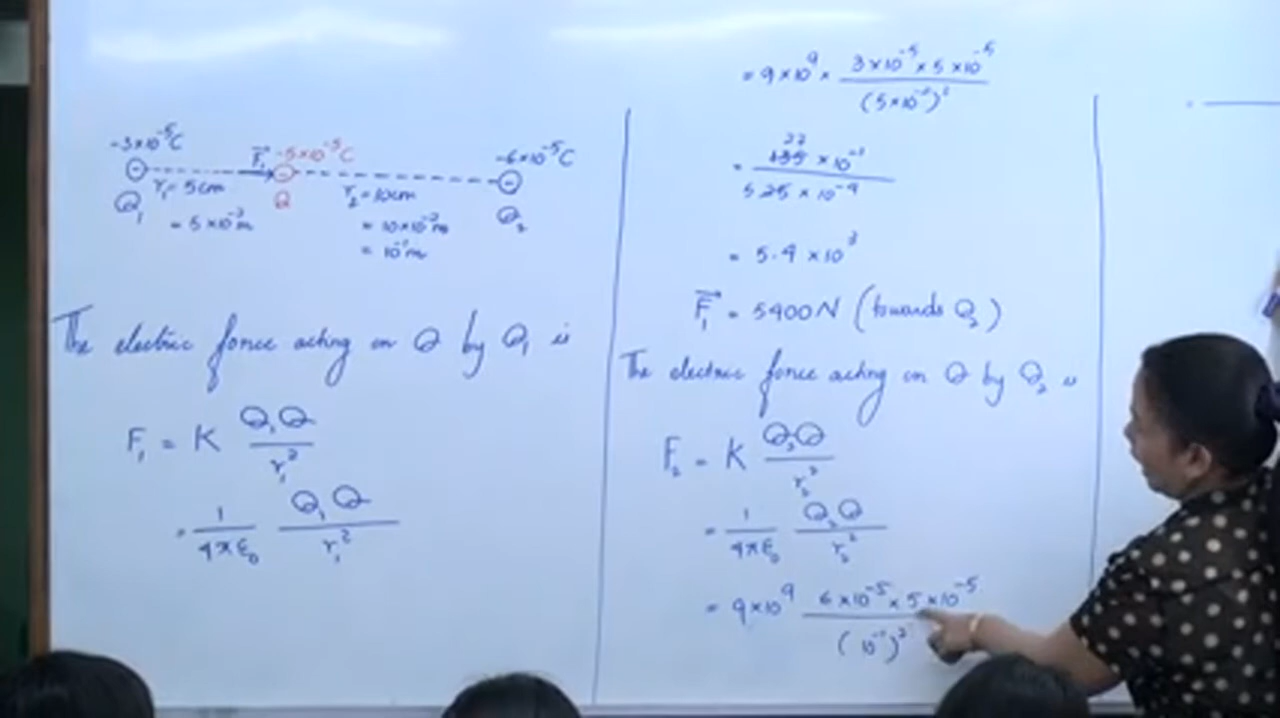 -3×10⁻⁵C
F⃗₁
-5×10⁻⁵C
-6×10⁻⁵C
r₁ = 5cm
r₂ = 10cm
Q₁
Q
Q₂
= 5×10⁻²m
= 10×10⁻²m
= 10⁻¹m
The electric force acting on Q by Q₁ is
F₁ = K Q₁Q / r₁²
= 1/4πε₀ Q₁Q / r₁²
= 9×10⁹ × 3×10⁻⁵ × 5×10⁻⁵ / (5×10⁻²)²
= 135 ×10⁻¹ / 25 ×10⁻⁴
= 5.4 ×10³
F⃗₁ = 5400N (towards Q₂)
The electric force acting on Q by Q₂ is
F₂ = K Q₂Q / r₂²
= 1/4πε₀ Q₂Q / r₂²
= 9×10⁹ 6×10⁻⁵ × 5×10⁻⁵ / (10⁻¹)²